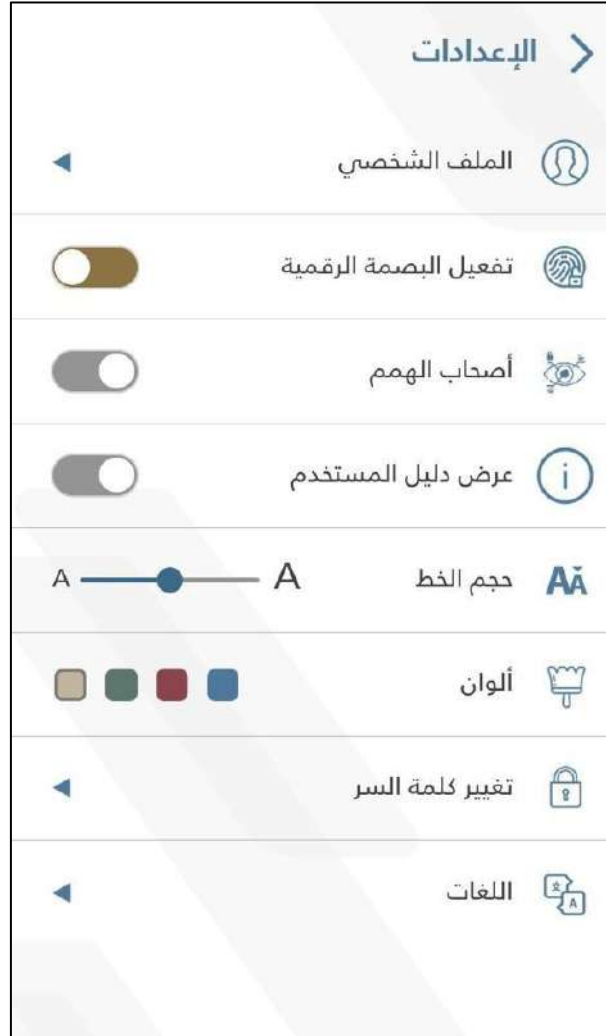 الإعدادات
الملف الشخصي
تفعيل البصمة الرقمية
أصحاب الهمم
عرض دليل المستخدم
حجم الخط A A
ألوان
تغيير كلمة السر
اللغات